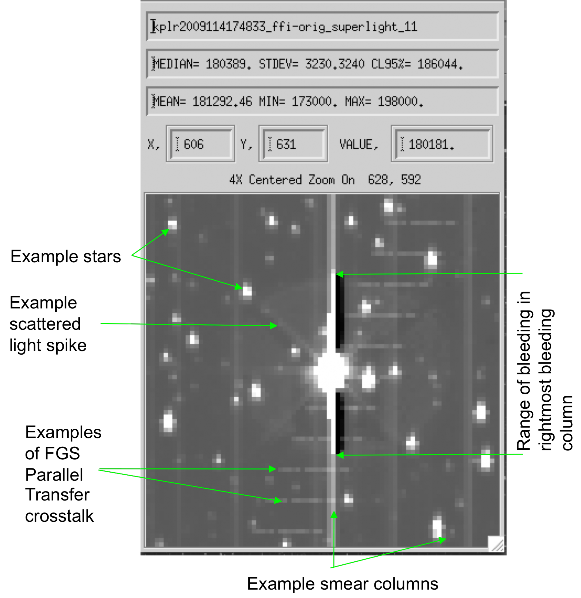 kplr2009114174833_ffi-orig_superlight_11
MEDIAN= 180389. STDEV= 3230.3240 CL95%= 186044.
MEAN= 181292.46 MIN= 173000. MAX= 198000.
X, 606 Y, 631 VALUE, 180181.
4X Centered Zoom On 628, 592
Example stars
Example
scattered
light spike
Examples
of FGS
Parallel
Transfer
crosstalk
Range of bleeding in
rightmost bleeding
column
Example smear columns